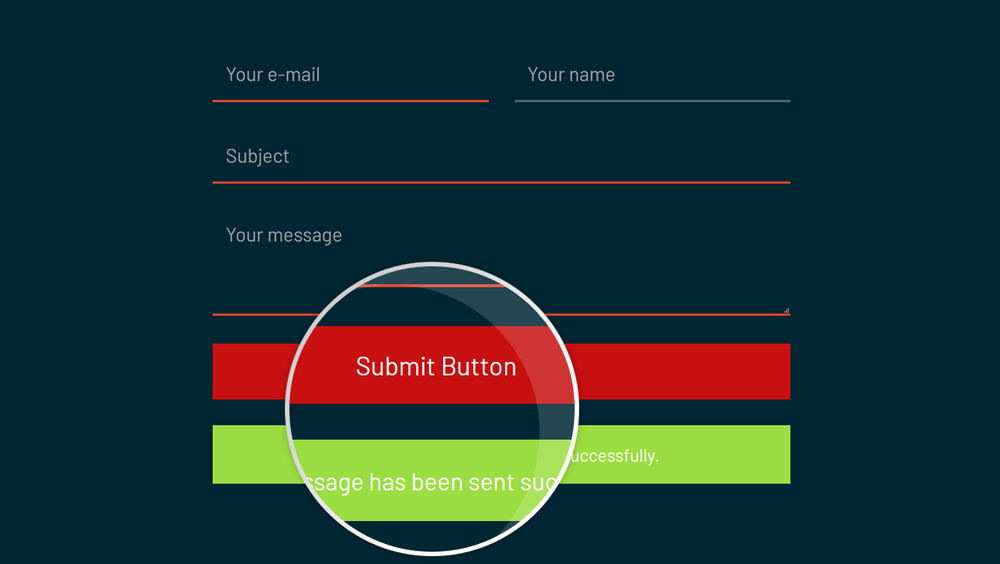 Your e-mail
Your name
Subject
Your message
Submit Button
ssage has been sent suc
uccessfully.